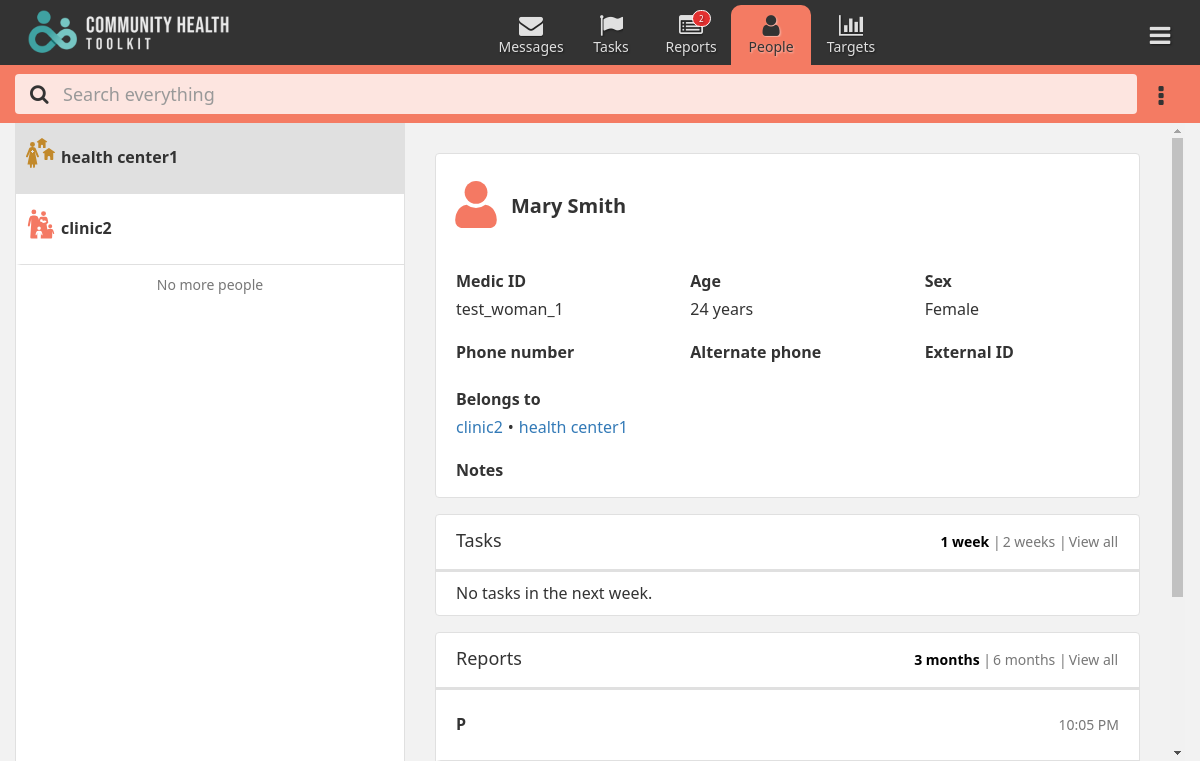 COMMUNITY HEALTH
TOOLKIT
Messages
Tasks
2
Reports
People
Targets
Search everything
health center1
clinic2
No more people
Mary Smith
Medic ID Age Sex
test_woman_1 24 years Female
Phone number Alternate phone External ID
Belongs to
clinic2 • health center1
Notes
Tasks 1 week | 2 weeks | View all
No tasks in the next week.
Reports 3 months | 6 months | View all
P 10:05 PM